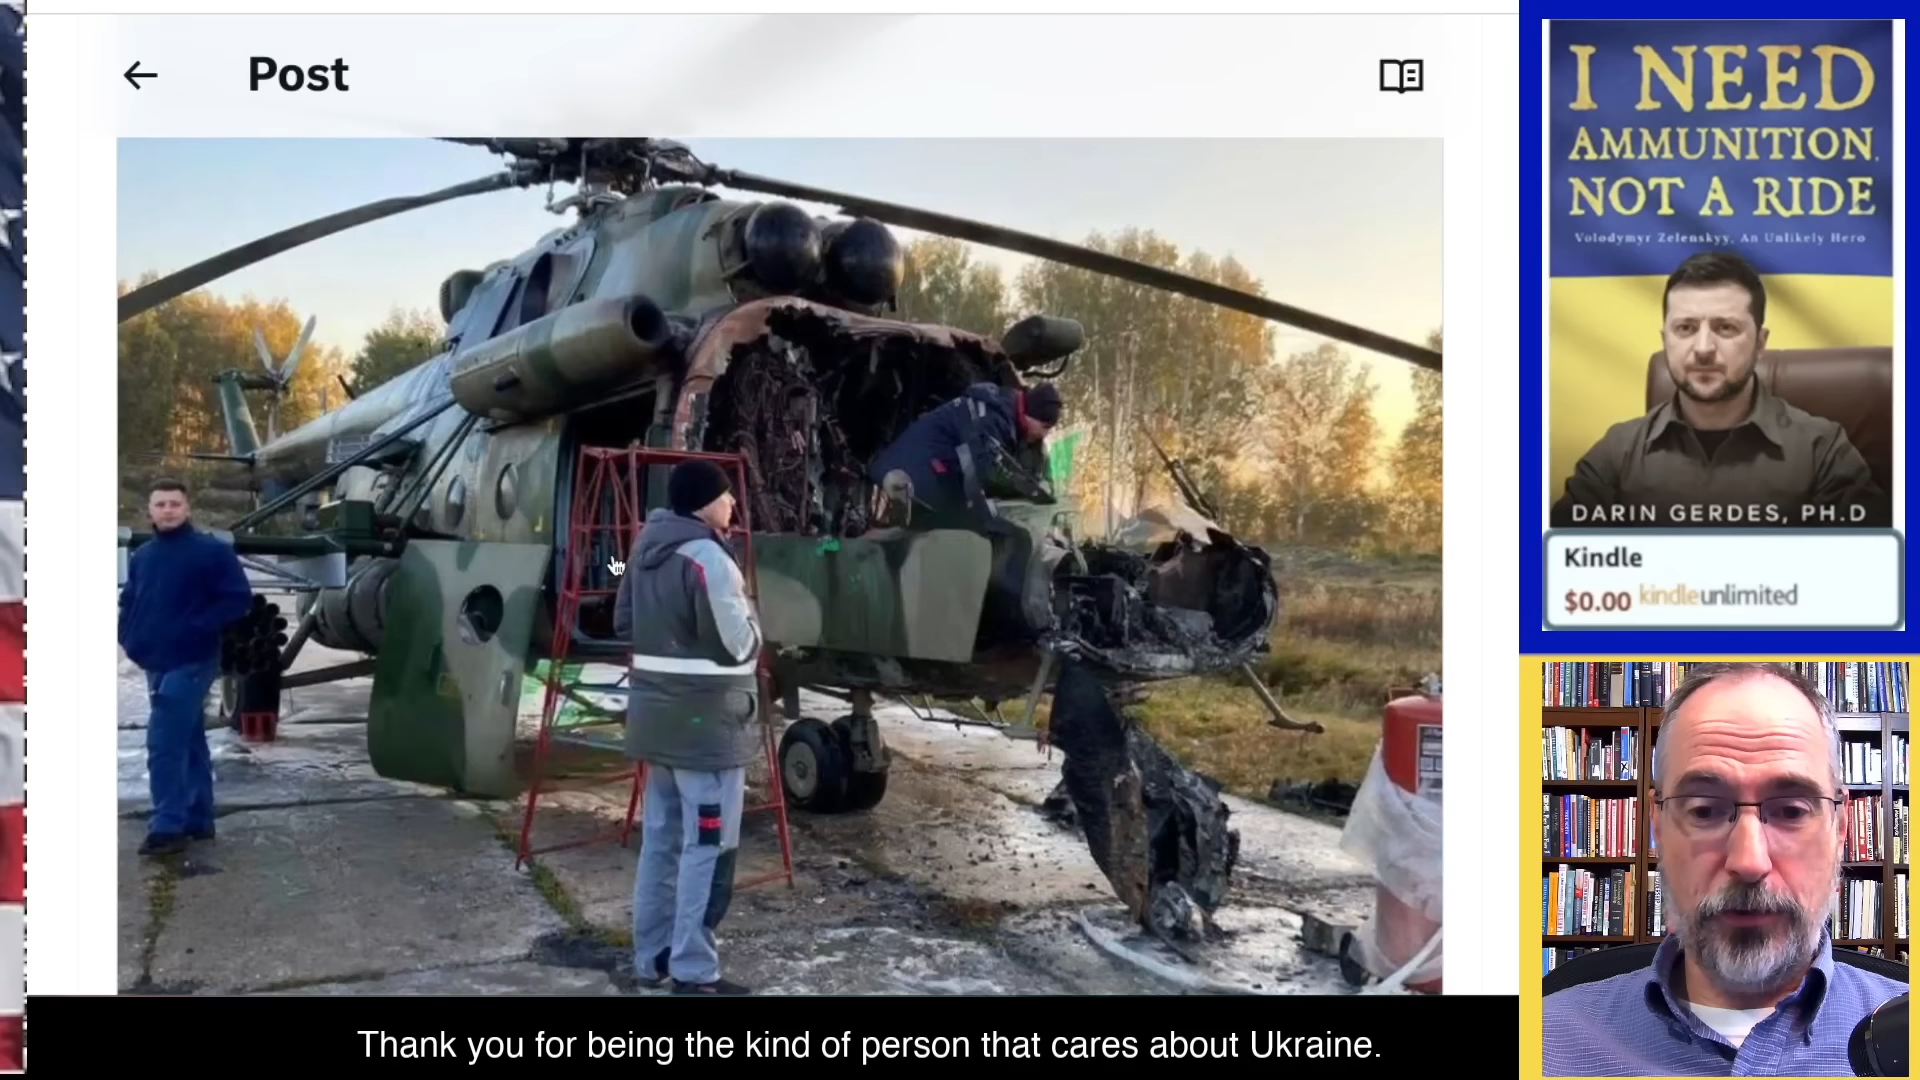 Post
I NEED
AMMUNITION,
NOT A RIDE
Volodymyr Zelenskyy, An Unlikely Hero
DARIN GERDES, PH.D
Kindle
$0.00 kindleunlimited
Thank you for being the kind of person that cares about Ukraine.